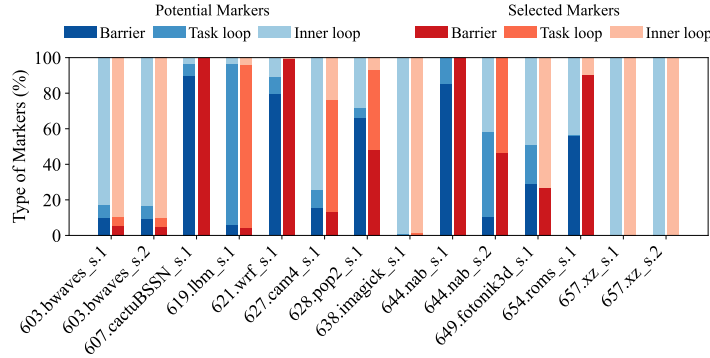 Potential Markers Selected Markers
Barrier Task loop Inner loop Barrier Task loop Inner loop
Type of Markers (%)
100
80
60
40
20
0
603.bwaves_s.1
603.bwaves_s.2
607.cactuBSSN_s.1
619.lbm_s.1
621.wrf_s.1
627.cam4_s.1
628.pop2_s.1
638.imagick_s.1
644.nab_s.1
644.nab_s.2
649.fotonik3d_s.1
654.roms_s.1
657.xz_s.1
657.xz_s.2